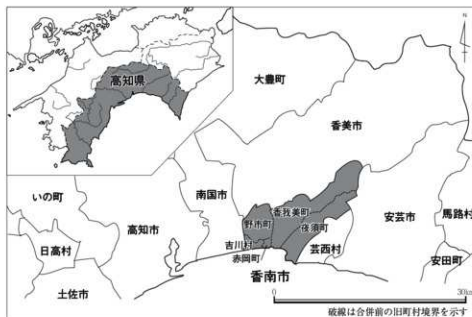 高知県
大豊町
香美市
いの町
南国市
香我美町
野市町
夜須町
安芸市
馬路村
高知市
日高村
吉川村
赤岡町
芸西村
安田町
土佐市
香南市
0
30km
破線は合併前の旧町村境界を示す